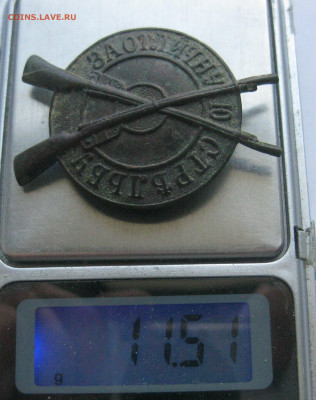 COINS.LAVE.RU
ЗА ОТЛИЧНУЮ
СТРѢЛЬБУ
11.51
g